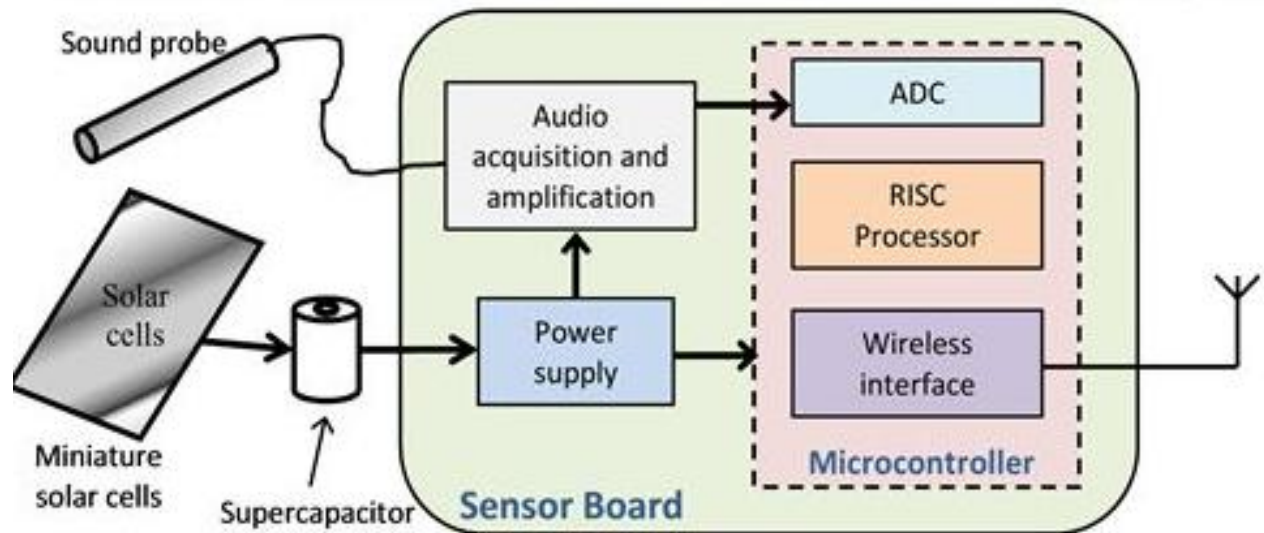 Sound probe
Audio
acquisition and
amplification
ADC
RISC
Processor
Solar
cells
Power
supply
Wireless
interface
Miniature
solar cells
Supercapacitor
Microcontroller
Sensor Board